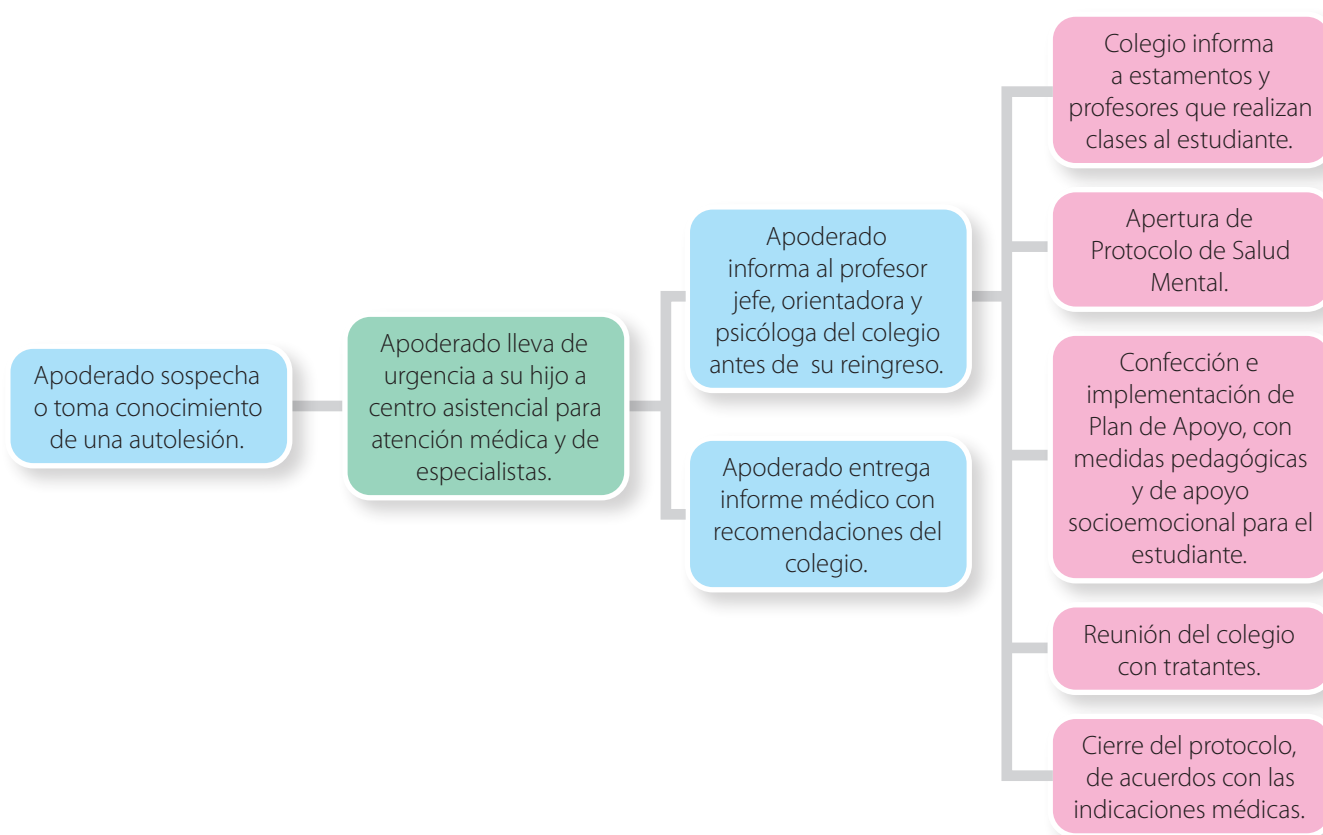 Apoderado sospecha
o toma conocimiento
de una autolesión.
Apoderado lleva de
urgencia a su hijo a
centro asistencial para
atención médica y de
especialistas.
Apoderado
informa al profesor
jefe, orientadora y
psicóloga del colegio
antes de su reingreso.
Apoderado entrega
informe médico con
recomendaciones del
colegio.
Colegio informa
a estamentos y
profesores que realizan
clases al estudiante.
Apertura de
Protocolo de Salud
Mental.
Confección e
implementación de
Plan de Apoyo, con
medidas pedagógicas
y de apoyo
socioemocional para el
estudiante.
Reunión del colegio
con tratantes.
Cierre del protocolo,
de acuerdos con las
indicaciones médicas.